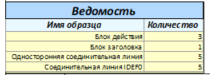 Ведомость
Имя образца Количество
Блок действия 3
Блок заголовка 1
Односторонняя соединительная линия 5
Соединительная линия IDEF0 5